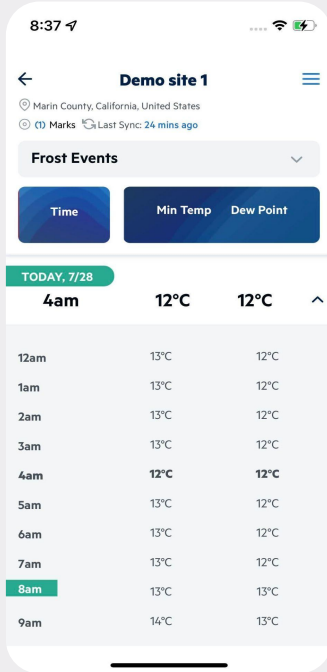 8:37
Demo site 1
Marin County, California, United States
(1) Marks Last Sync: 24 mins ago
Frost Events
Time Min Temp Dew Point
TODAY, 7/28
4am 12°C 12°C
12am 13°C 12°C
1am 13°C 12°C
2am 13°C 12°C
3am 13°C 12°C
4am 12°C 12°C
5am 13°C 12°C
6am 13°C 12°C
7am 13°C 12°C
8am 13°C 13°C
9am 14°C 13°C